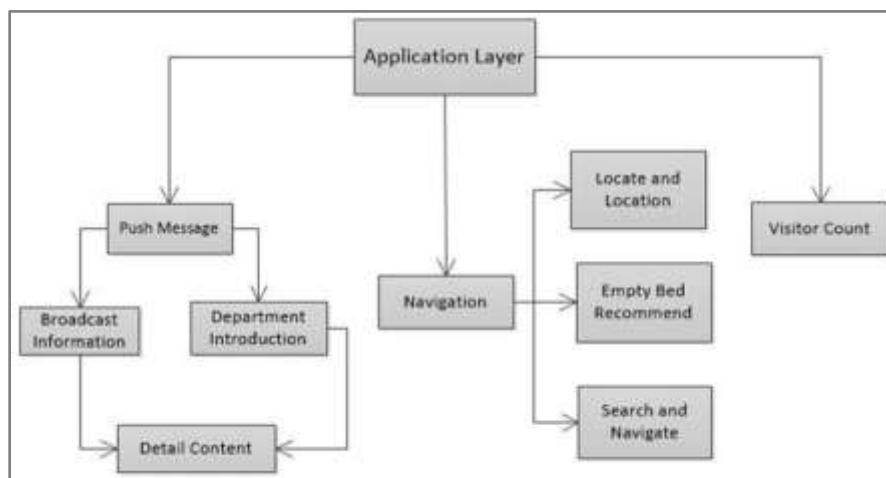 Application Layer
Push Message
Broadcast
Information
Department
Introduction
Detail Content
Navigation
Locate and
Location
Empty Bed
Recommend
Search and
Navigate
Visitor Count